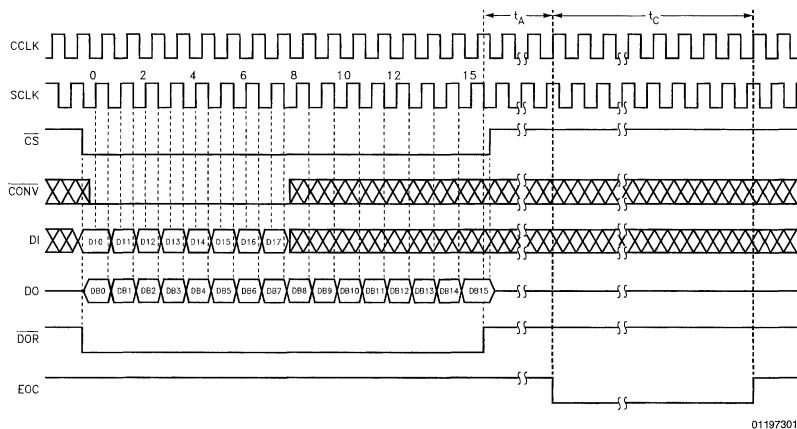 tA tC
CCLK
0 2 4 6 8 10 12 15
SCLK
CS
CONV
DI DI0 DI1 DI2 DI3 DI4 DI5 DI6 DI7
DO DB0 DB1 DB2 DB3 DB4 DB5 DB6 DB7 DB8 DB9 DB10 DB11 DB12 DB13 DB14 DB15
DOR
EOC
01197301